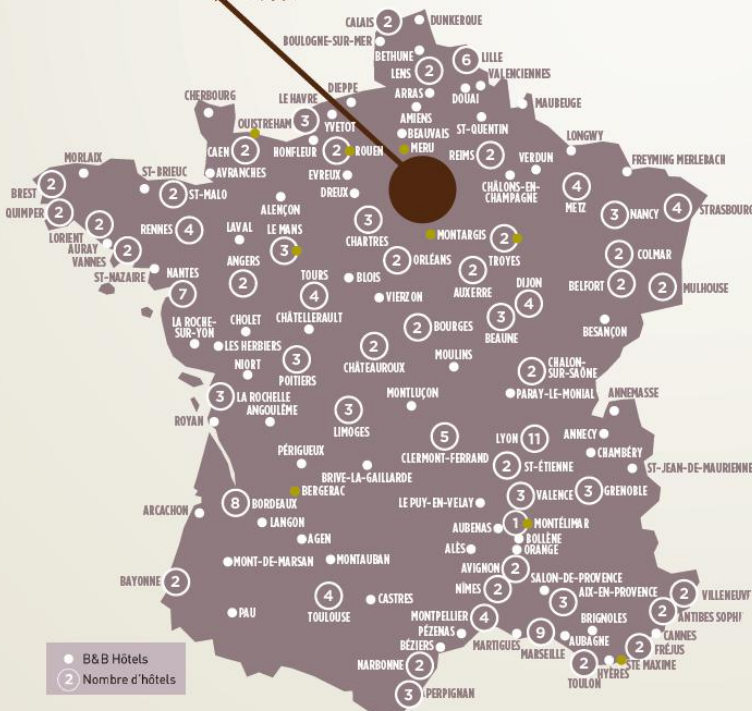 CALAIS 2
DUNKERQUE
BOULOGNE-SUR-MER
BETHUNE
6 LILLE
LENS 2
VALENCIENNES
DIEPPE
ARRAS
DOUAI
CHERBOURG
LE HAVRE
MAUBEUGE
OUISTREHAM
3
YVETOT
AMIENS
ST-QUENTIN
BEAUVAIS
LONGWY
CAEN 2
HONFLEUR
2 ROUEN
MERU
REIMS 2
VERDUN
FREYMING MERLEBACH
MORLAIX
ST-BRIEUC
AVRANCHES
EVREUX
CHÂLONS-EN-
CHAMPAGNE
BREST 2
2 ST-MALO
DREUX
4
METZ
QUIMPER 2
ALENÇON
3 NANCY
4 STRASBOURG
LORIENT 2
RENNES 4
LAVAL
LE MANS
3
3
CHARTRES
MONTARGIS
2
TROYES
AURAY
VANNES 2
2 ORLÉANS
2 COLMAR
ST-NAZAIRE
NANTES
7
ANGERS
2
TOURS
4
BLOIS
2
AUXERRE
DIJON
4
BELFORT 2
2 MULHOUSE
VIERZON
LA ROCHE-
SUR-YON
CHOLET
CHÂTELLERAULT
2 BOURGES
3
BEAUNE
BESANÇON
LES HERBIERS
2
CHÂTEAUROUX
NIORT
3
POITIERS
MOULINS
2 CHALON-
SUR-SAÔNE
3 LA ROCHELLE
MONTLUÇON
PARAY-LE-MONIAL
ANNEMASSE
ROYAN
ANGOULÊME
3
LIMOGES
5
CLERMONT-FERRAND
LYON 11
ANNECY
CHAMBÉRY
PÉRIGUEUX
2 ST-ÉTIENNE
ST-JEAN-DE-MAURIENNE
BRIVE-LA-GAILLARDE
BERGERAC
3 VALENCE
3 GRENOBLE
ARCACHON
8 BORDEAUX
LE PUY-EN-VELAY
LANGON
AUBENAS
1 MONTÉLIMAR
AGEN
BOLLÈNE
ALÈS
ORANGE
MONT-DE-MARSAN
MONTAUBAN
AVIGNON 2
BAYONNE 2
4
TOULOUSE
CASTRES
NÎMES 2
SALON-DE-PROVENCE
3 AIX-EN-PROVENCE
2 VILLENEUVE
PAU
MONTPELLIER 4
BRIGNOLES
2 ANTIBES SOPHI
PÉZENAS
MARTIGUES
9
MARSEILLE
AUBAGNE
CANNES
BÉZIERS
2 FRÉJUS
NARBONNE 2
2
TOULON
HYÈRES
STE MAXIME
3 PERPIGNAN
B&B Hôtels
2 Nombre d'hôtels